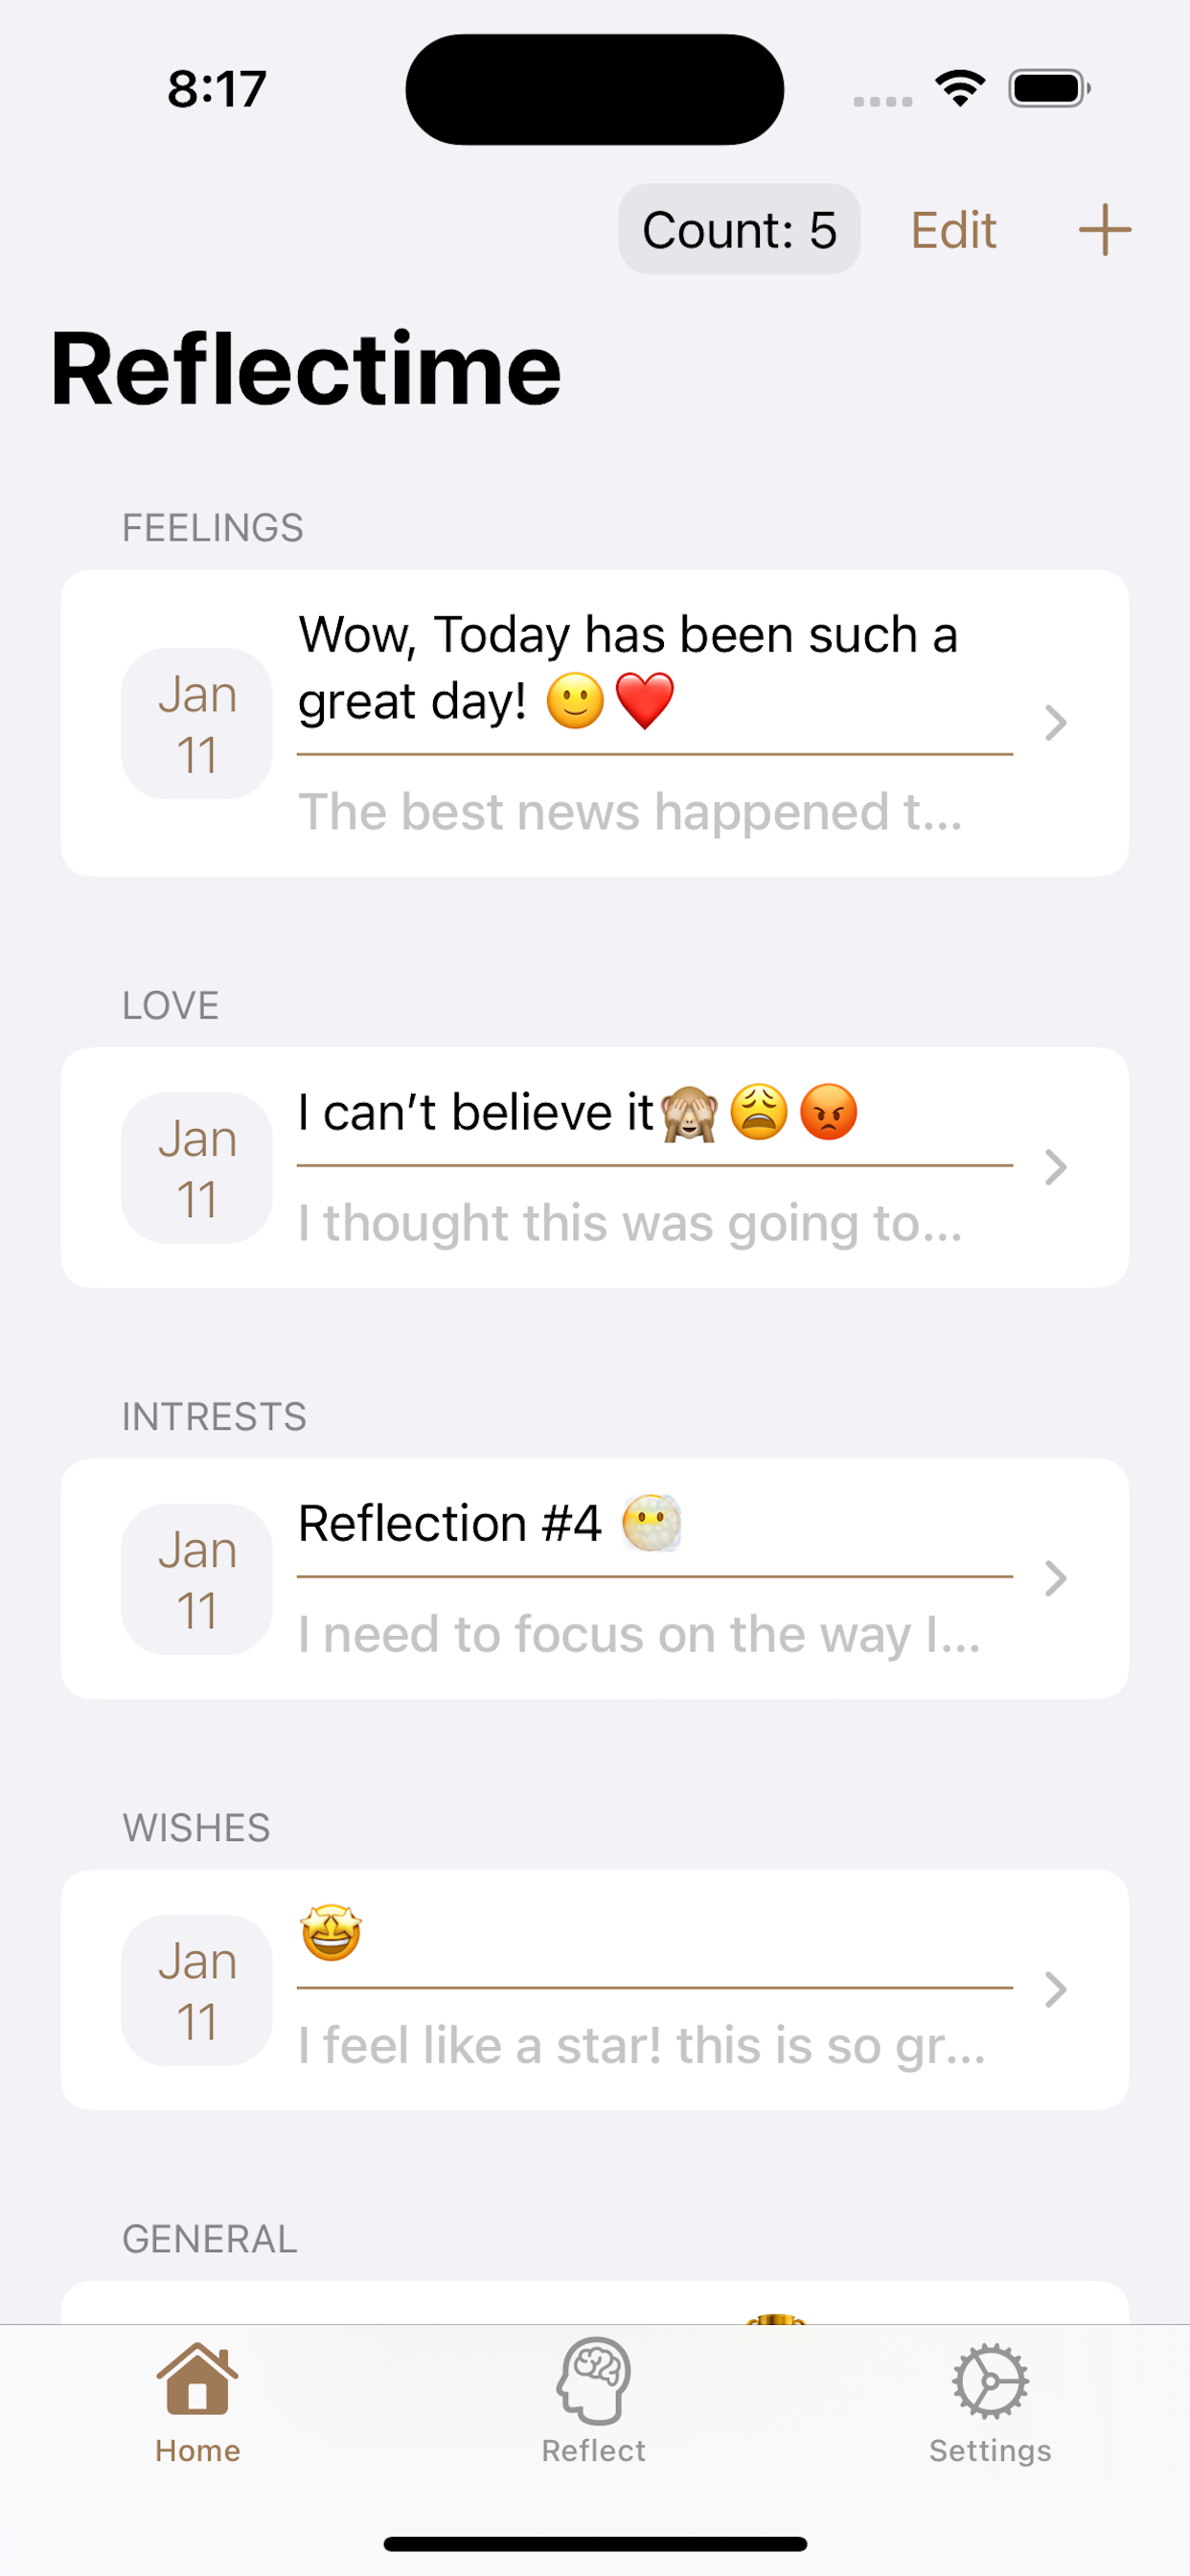 8:17
Count: 5 Edit
Reflectime
FEELINGS
Jan
11
Wow, Today has been such a
great day! 🙂❤️
The best news happened t...
LOVE
Jan
11
I can’t believe it🙈😩😡
I thought this was going to...
INTRESTS
Jan
11
Reflection #4 😶‍🌫️
I need to focus on the way I...
WISHES
Jan
11
🤩
I feel like a star! this is so gr...
GENERAL
Home Reflect Settings